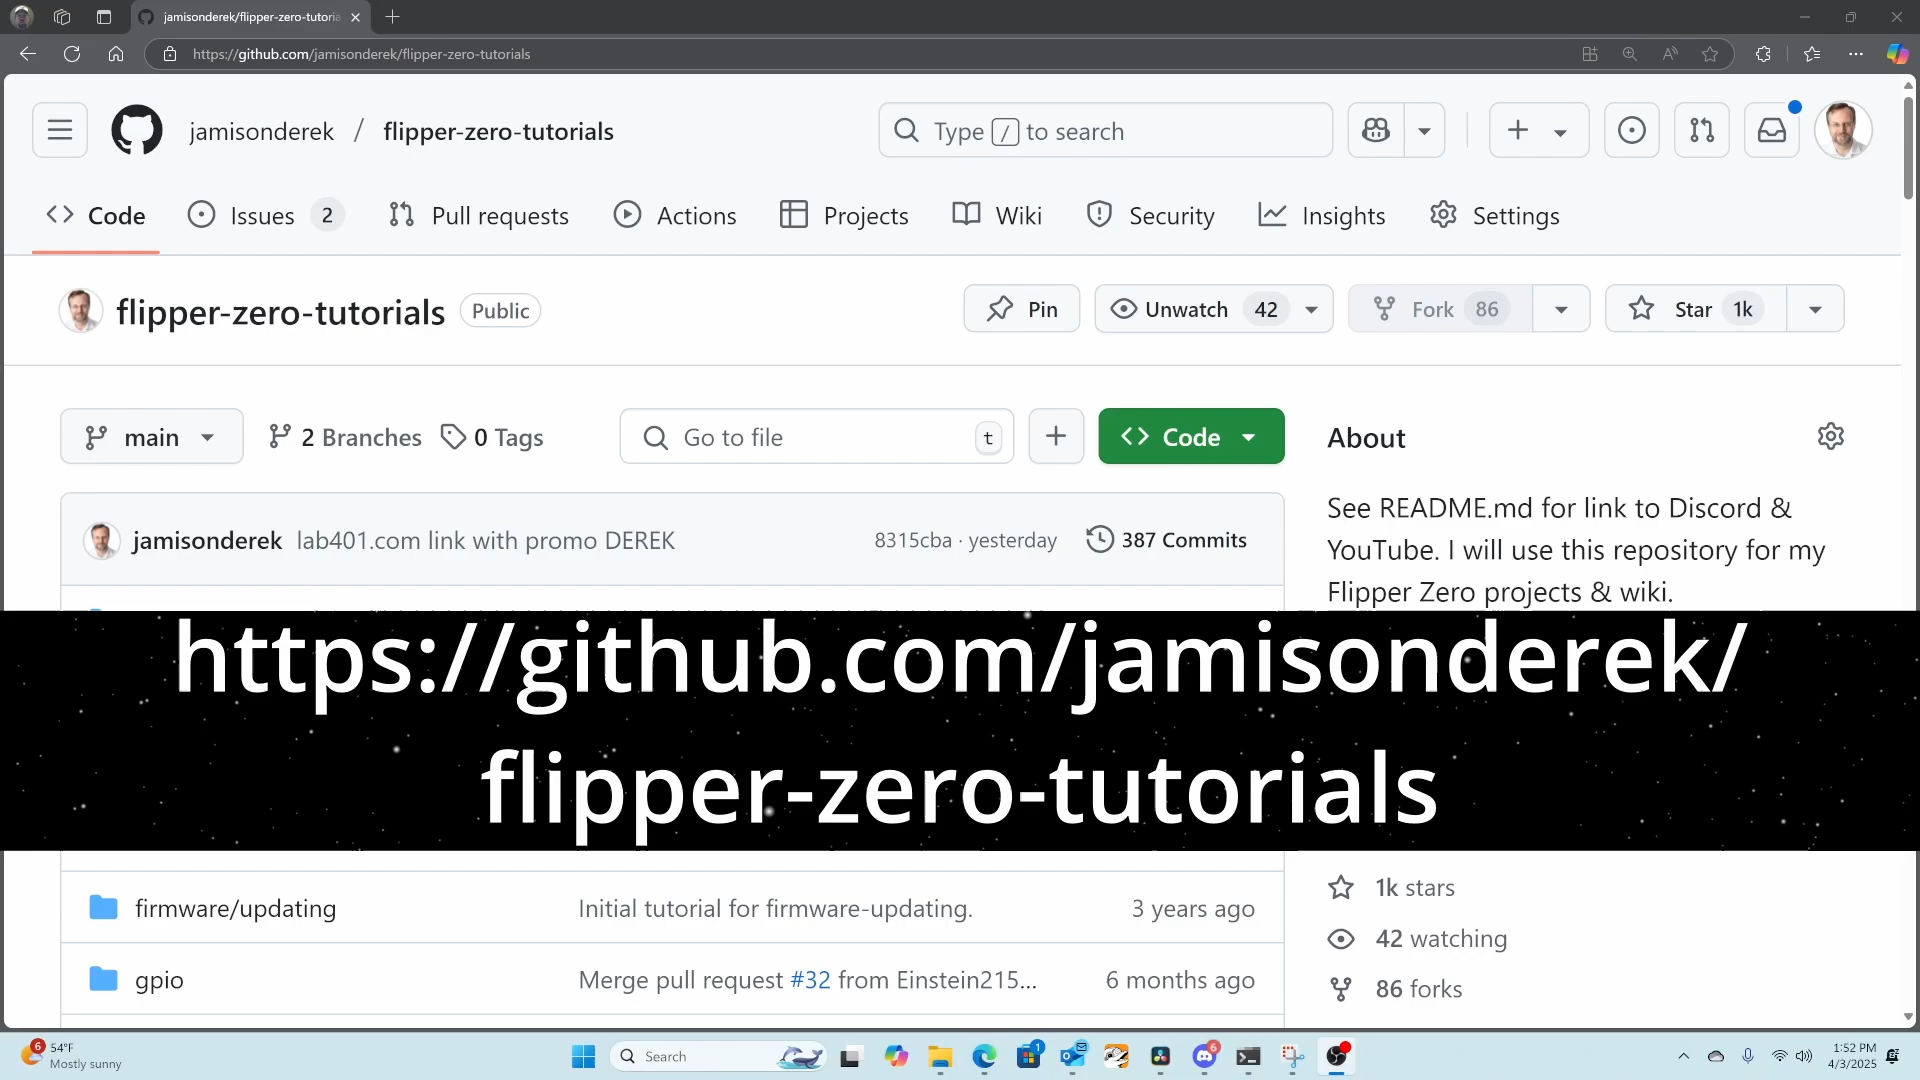 jamisonderek/flipper-zero-tutoria
https://github.com/jamisonderek/flipper-zero-tutorials
jamisonderek / flipper-zero-tutorials
Type / to search
Code
Issues 2
Pull requests
Actions
Projects
Wiki
Security
Insights
Settings
flipper-zero-tutorials Public
Pin
Unwatch 42
Fork 86
Star 1k
main
2 Branches
0 Tags
Go to file t
Code
About
See README.md for link to Discord &
YouTube. I will use this repository for my
Flipper Zero projects & wiki.
jamisonderek lab401.com link with promo DEREK 8315cba · yesterday 387 Commits
https://github.com/jamisonderek/
flipper-zero-tutorials
firmware/updating Initial tutorial for firmware-updating. 3 years ago
gpio Merge pull request #32 from Einstein215... 6 months ago
1k stars
42 watching
86 forks
6
54°F
Mostly sunny
Search
1
6
1:52 PM
4/3/2025